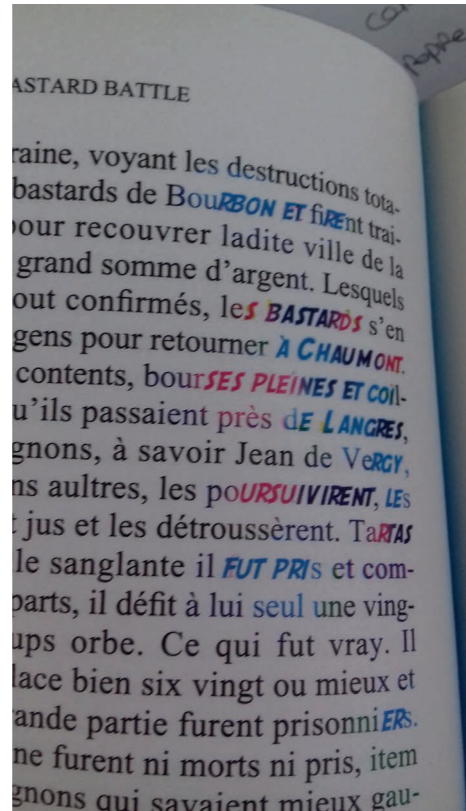 ASTARD BATTLE
raine, voyant les destructions tota-
bastards de BouRBON ET fiREnt trai-
our recouvrer ladite ville de la
grand somme d'argent. Lesquels
out confirmés, leS BASTARDS s'en
gens pour retourner À CHAUMONT.
contents, bourSES PLEINES ET COIl-
u'ils passaient près dE LANGRES,
gnons, à savoir Jean de VeRGY,
ns aultres, les poURSUIVIRENT, LEs
t jus et les détroussèrent. TaRTAS
le sanglante il FUT PRIs et com-
parts, il défit à lui seul une ving-
ups orbe. Ce qui fut vray. Il
lace bien six vingt ou mieux et
ande partie furent prisonniERs.
ne furent ni morts ni pris, item
gnons qui savaient mieux gau-